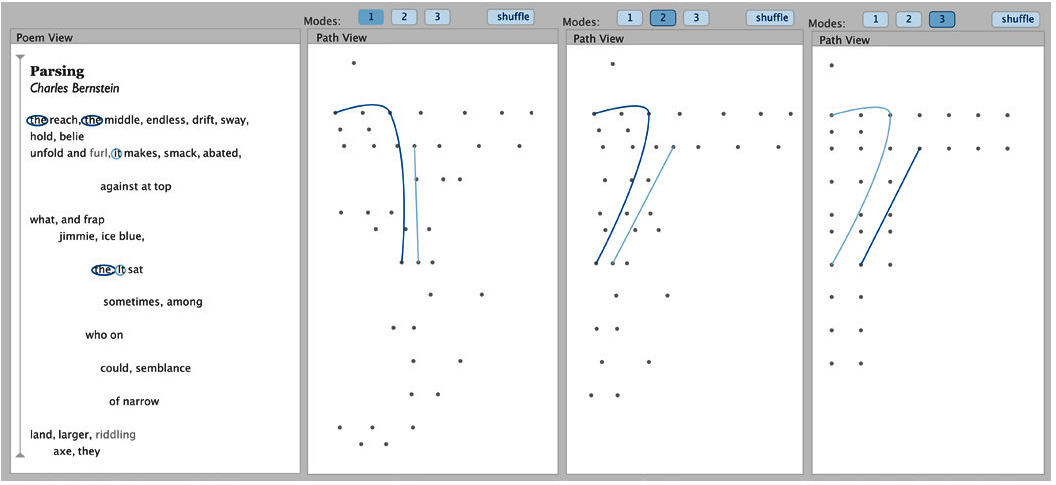 Modes: 1 2 3 shuffle
Modes: 1 2 3 shuffle
Modes: 1 2 3 shuffle
Poem View
Path View
Path View
Path View
Parsing
Charles Bernstein
the reach, the middle, endless, drift, sway,
hold, belie
unfold and furl, it makes, smack, abated,
against at top
what, and frap
jimmie, ice blue,
the. it sat
sometimes, among
who on
could, semblance
of narrow
land, larger, riddling
axe, they